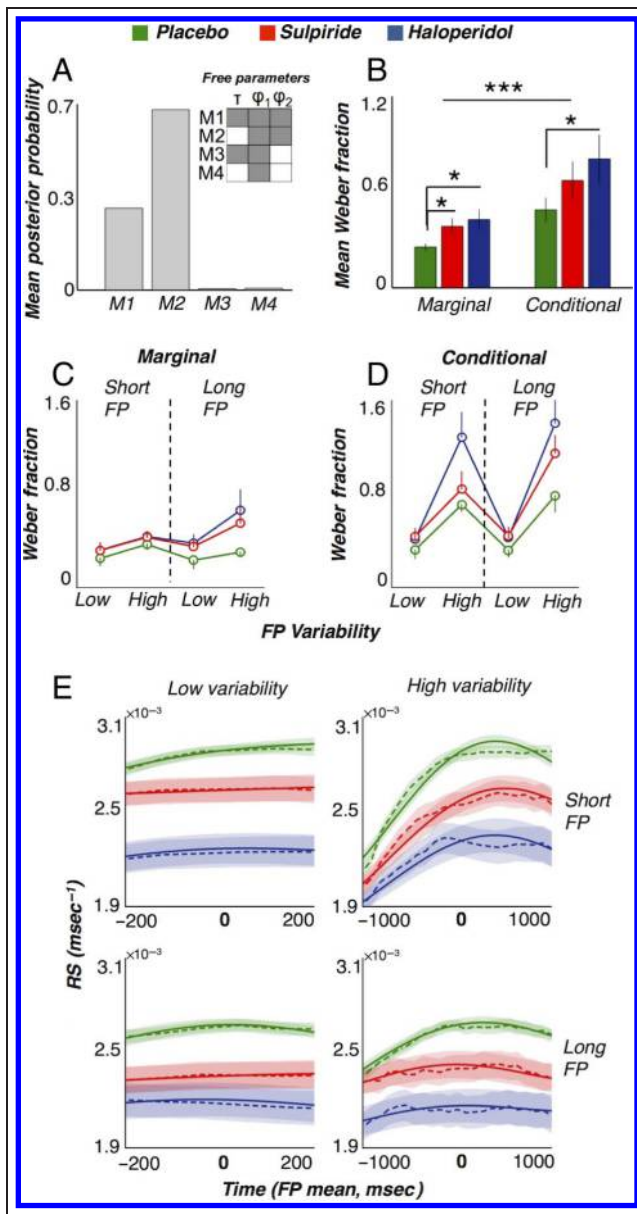 Placebo Sulpiride Haloperidol
A
Free parameters
τ φ1 φ2
M1
M2
M3
M4
Mean posterior probability
0.7
0.3
0
M1 M2 M3 M4
B
***
*
*
*
Mean Weber fraction
1.2
0.6
0
Marginal Conditional
C
Marginal
Short FP
Long FP
Weber fraction
1.6
0.8
0
Low High Low High
D
Conditional
Short FP
Long FP
Weber fraction
1.6
0.8
0
Low High Low High
FP Variability
E
Low variability
High variability
×10⁻³
3.1
2.5
1.9
-200 0 200
×10⁻³
3.1
2.5
1.9
-1000 0 1000
Short FP
RS (msec⁻¹)
×10⁻³
3.1
2.5
1.9
−200 0 200
×10⁻³
3.1
2.5
1.9
−1000 0 1000
Long FP
Time (FP mean, msec)